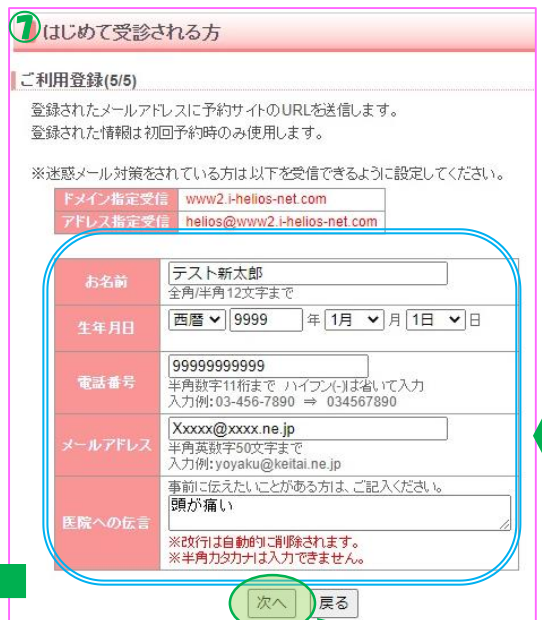 ⑦はじめて受診される方
ご利用登録(5/5)
登録されたメールアドレスに予約サイトのURLを送信します。
登録された情報は初回予約時のみ使用します。
※迷惑メール対策をされている方は以下を受信できるように設定してください。
ドメイン指定受信 www2.i-helios-net.com
アドレス指定受信 helios@www2.i-helios-net.com
お名前 テスト新太郎
全角/半角12文字まで
生年月日 西暦 9999 年 1月 月 1日 日
電話番号 99999999999
半角数字11桁まで ハイフン(-)は省いて入力
入力例:03-456-7890 ⇒ 034567890
メールアドレス Xxxxx@xxxx.ne.jp
半角英数字50文字まで
入力例:yoyaku@keitai.ne.jp
事前に伝えたいことがある方は、ご記入ください。
医院への伝言 頭が痛い
※改行は自動的に削除されます。
※半角カタカナは入力できません。
次へ 戻る